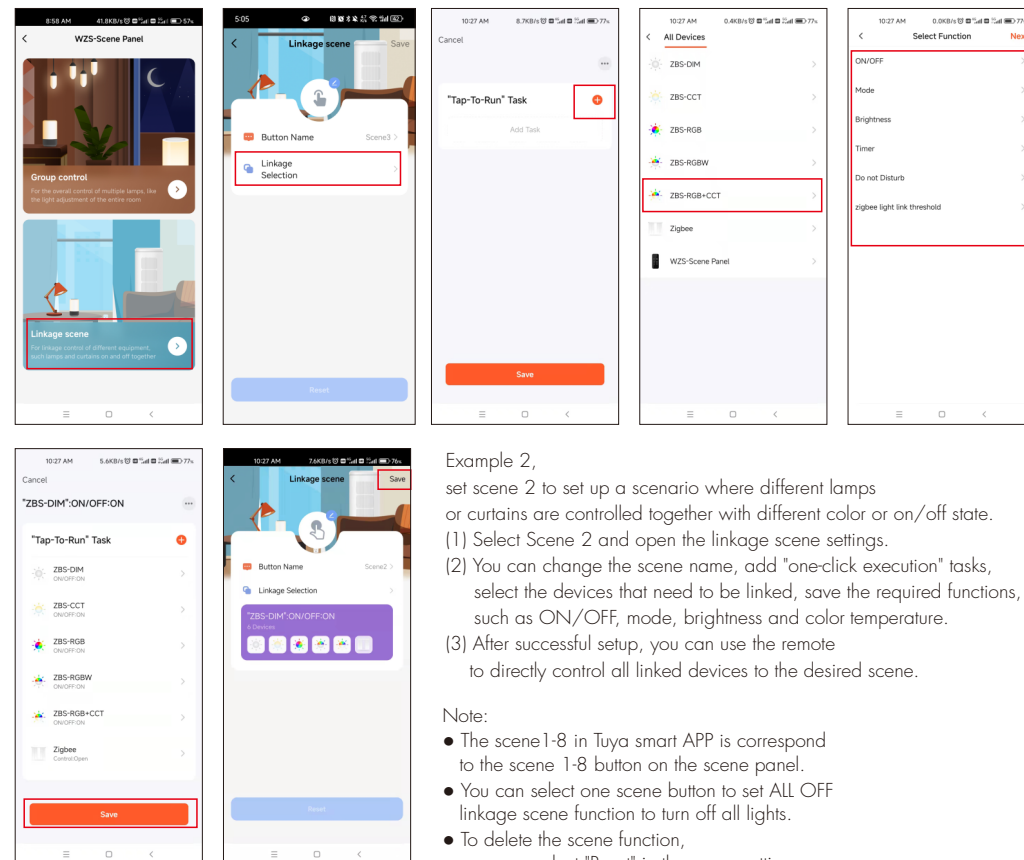 8:58 AM 41.8KB/s 57%
WZS-Scene Panel
Group control
For the overall control of multiple lamps, like
the light adjustment of the entire room
Linkage scene
For linkage control of different equipment,
such lamps and curtains on and off together
5:05 62
Linkage scene Save
Button Name Scene3 >
Linkage
Selection
Reset
10:27 AM 8.7KB/s 77%
Cancel
"Tap-To-Run" Task
Add Task
Save
10:27 AM 0.4KB/s 77%
All Devices
ZBS-DIM
ZBS-CCT
ZBS-RGB
ZBS-RGBW
ZBS-RGB+CCT
Zigbee
WZS-Scene Panel
10:27 AM 0.0KB/s
Select Function
ON/OFF
Mode
Brightness
Timer
Do not Disturb
zigbee light link threshold
10:27 AM 5.6KB/s 77%
Cancel
"ZBS-DIM":ON/OFF:ON
"Tap-To-Run" Task
ZBS-DIM
ON/OFF:ON
ZBS-CCT
ON/OFF:ON
ZBS-RGB
ON/OFF:ON
ZBS-RGBW
ON/OFF:ON
ZBS-RGB+CCT
ON/OFF:ON
Zigbee
Control:Open
Save
10:27 AM 7.6KB/s 76%
Linkage scene Save
Button Name Scene2 >
Linkage Selection
"ZBS-DIM":ON/OFF:ON
6 Devices
Reset
Example 2,
set scene 2 to set up a scenario where different lamps
or curtains are controlled together with different color or on/off state.
(1) Select Scene 2 and open the linkage scene settings.
(2) You can change the scene name, add "one-click execution" tasks,
select the devices that need to be linked, save the required functions,
such as ON/OFF, mode, brightness and color temperature.
(3) After successful setup, you can use the remote
to directly control all linked devices to the desired scene.
Note:
● The scene1-8 in Tuya smart APP is correspond
to the scene 1-8 button on the scene panel.
● You can select one scene button to set ALL OFF
linkage scene function to turn off all lights.
● To delete the scene function,